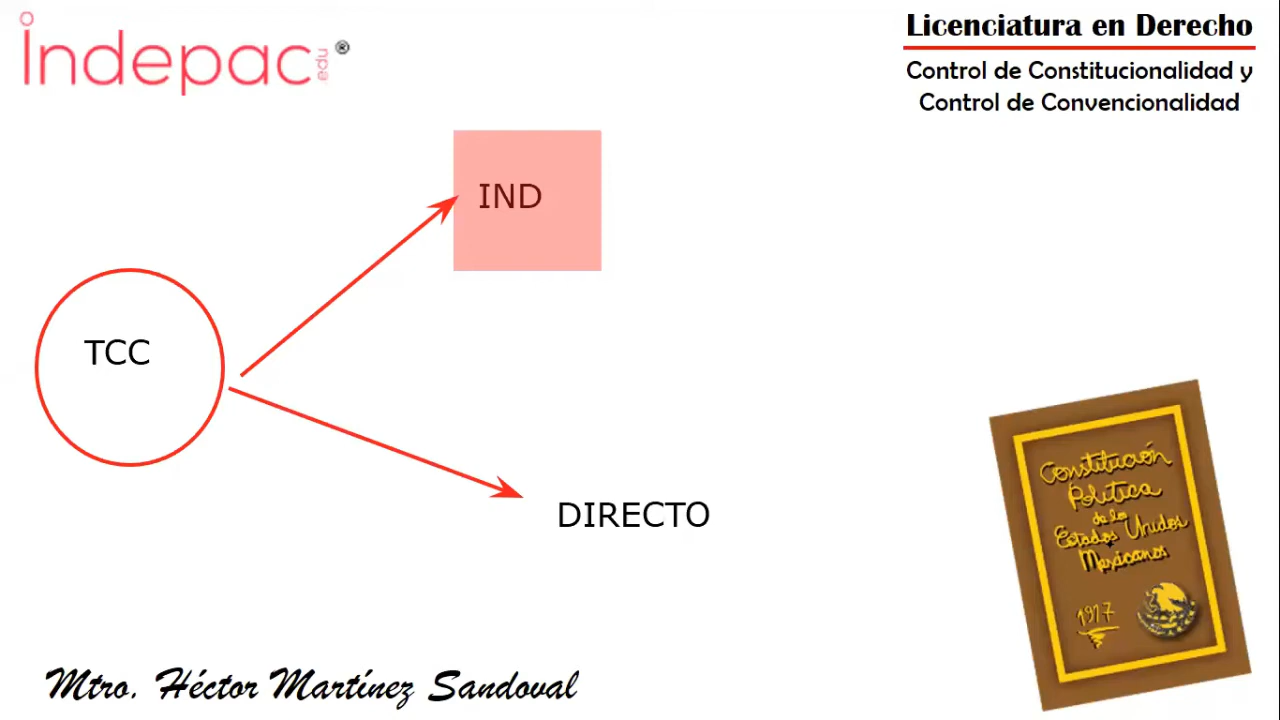 indepac
edu
®
Licenciatura en Derecho
Control de Constitucionalidad y
Control de Convencionalidad
IND
TCC
DIRECTO
Constitución
Política
de los
Estados Unidos
Mexicanos
1917
Mtro. Héctor Martínez Sandoval